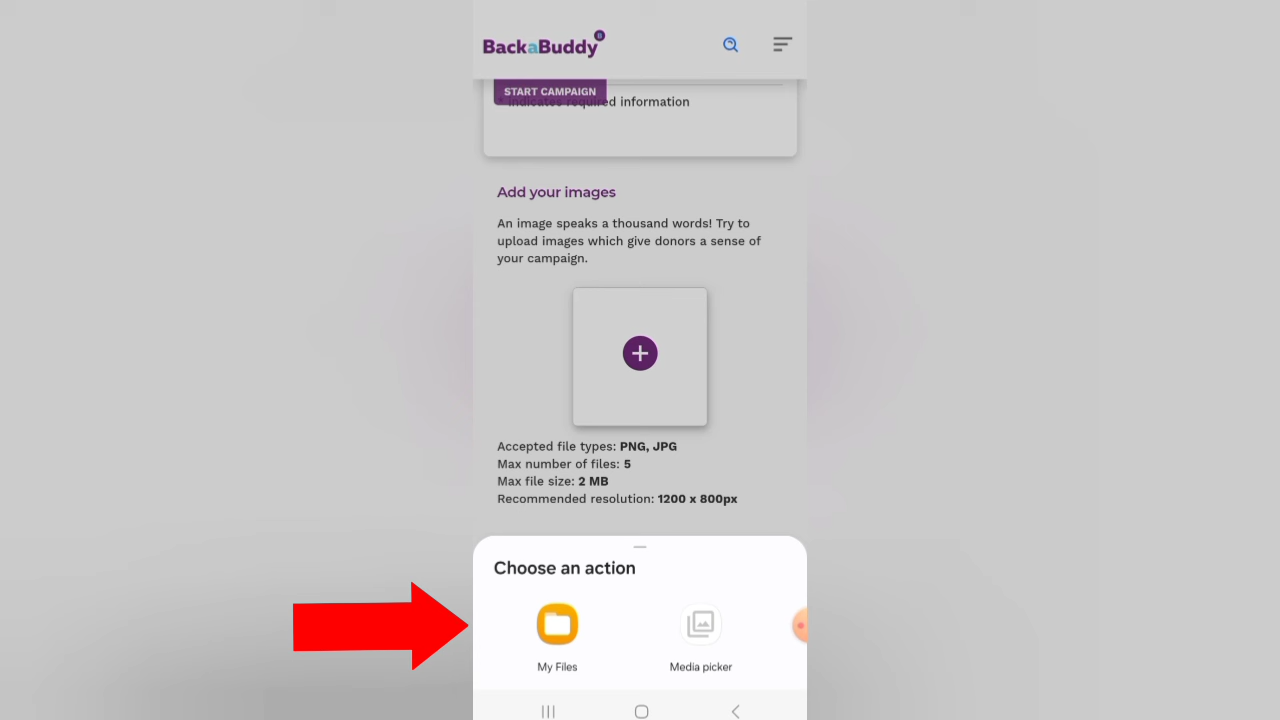 BackaBuddy
START CAMPAIGN
* Indicates required information
Add your images
An image speaks a thousand words! Try to
upload images which give donors a sense of
your campaign.
Accepted file types: PNG, JPG
Max number of files: 5
Max file size: 2 MB
Recommended resolution: 1200 x 800px
Choose an action
My Files
Media picker